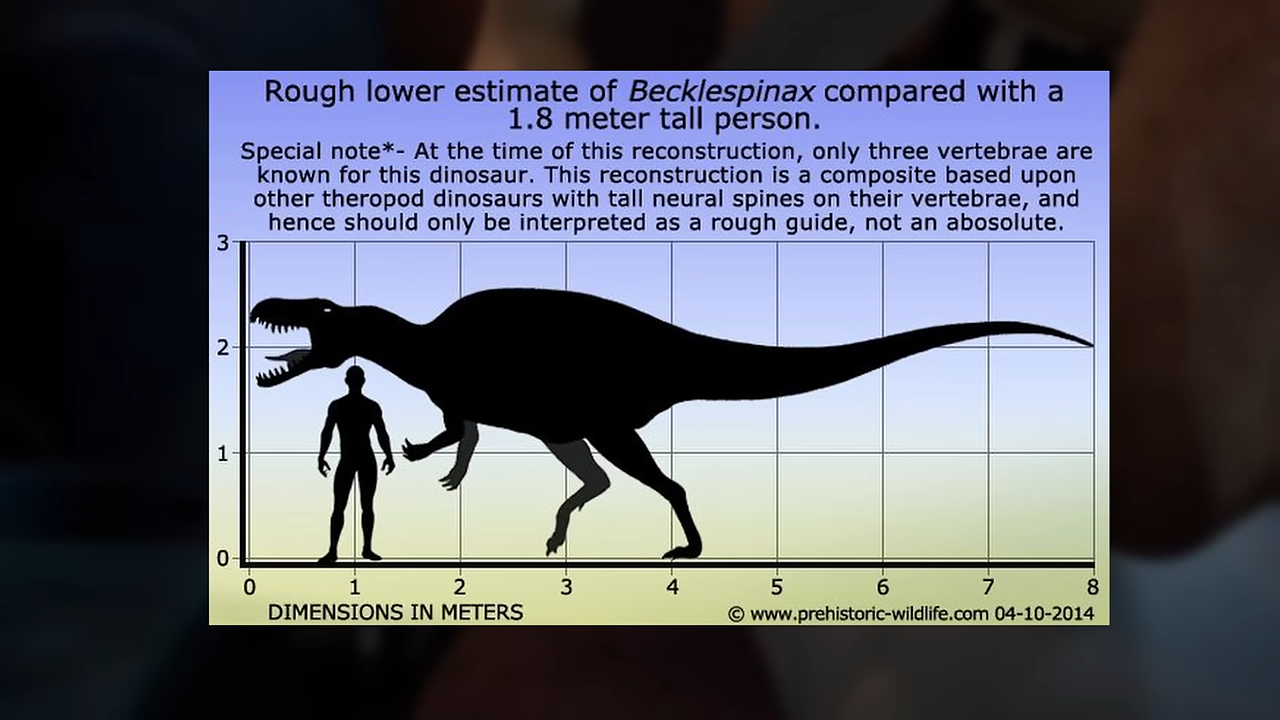 Rough lower estimate of Becklespinax compared with a
1.8 meter tall person.
Special note*- At the time of this reconstruction, only three vertebrae are
known for this dinosaur. This reconstruction is a composite based upon
other theropod dinosaurs with tall neural spines on their vertebrae, and
hence should only be interpreted as a rough guide, not an abosolute.
3
2
1
0
0 1 2 3 4 5 6 7 8
DIMENSIONS IN METERS © www.prehistoric-wildlife.com 04-10-2014